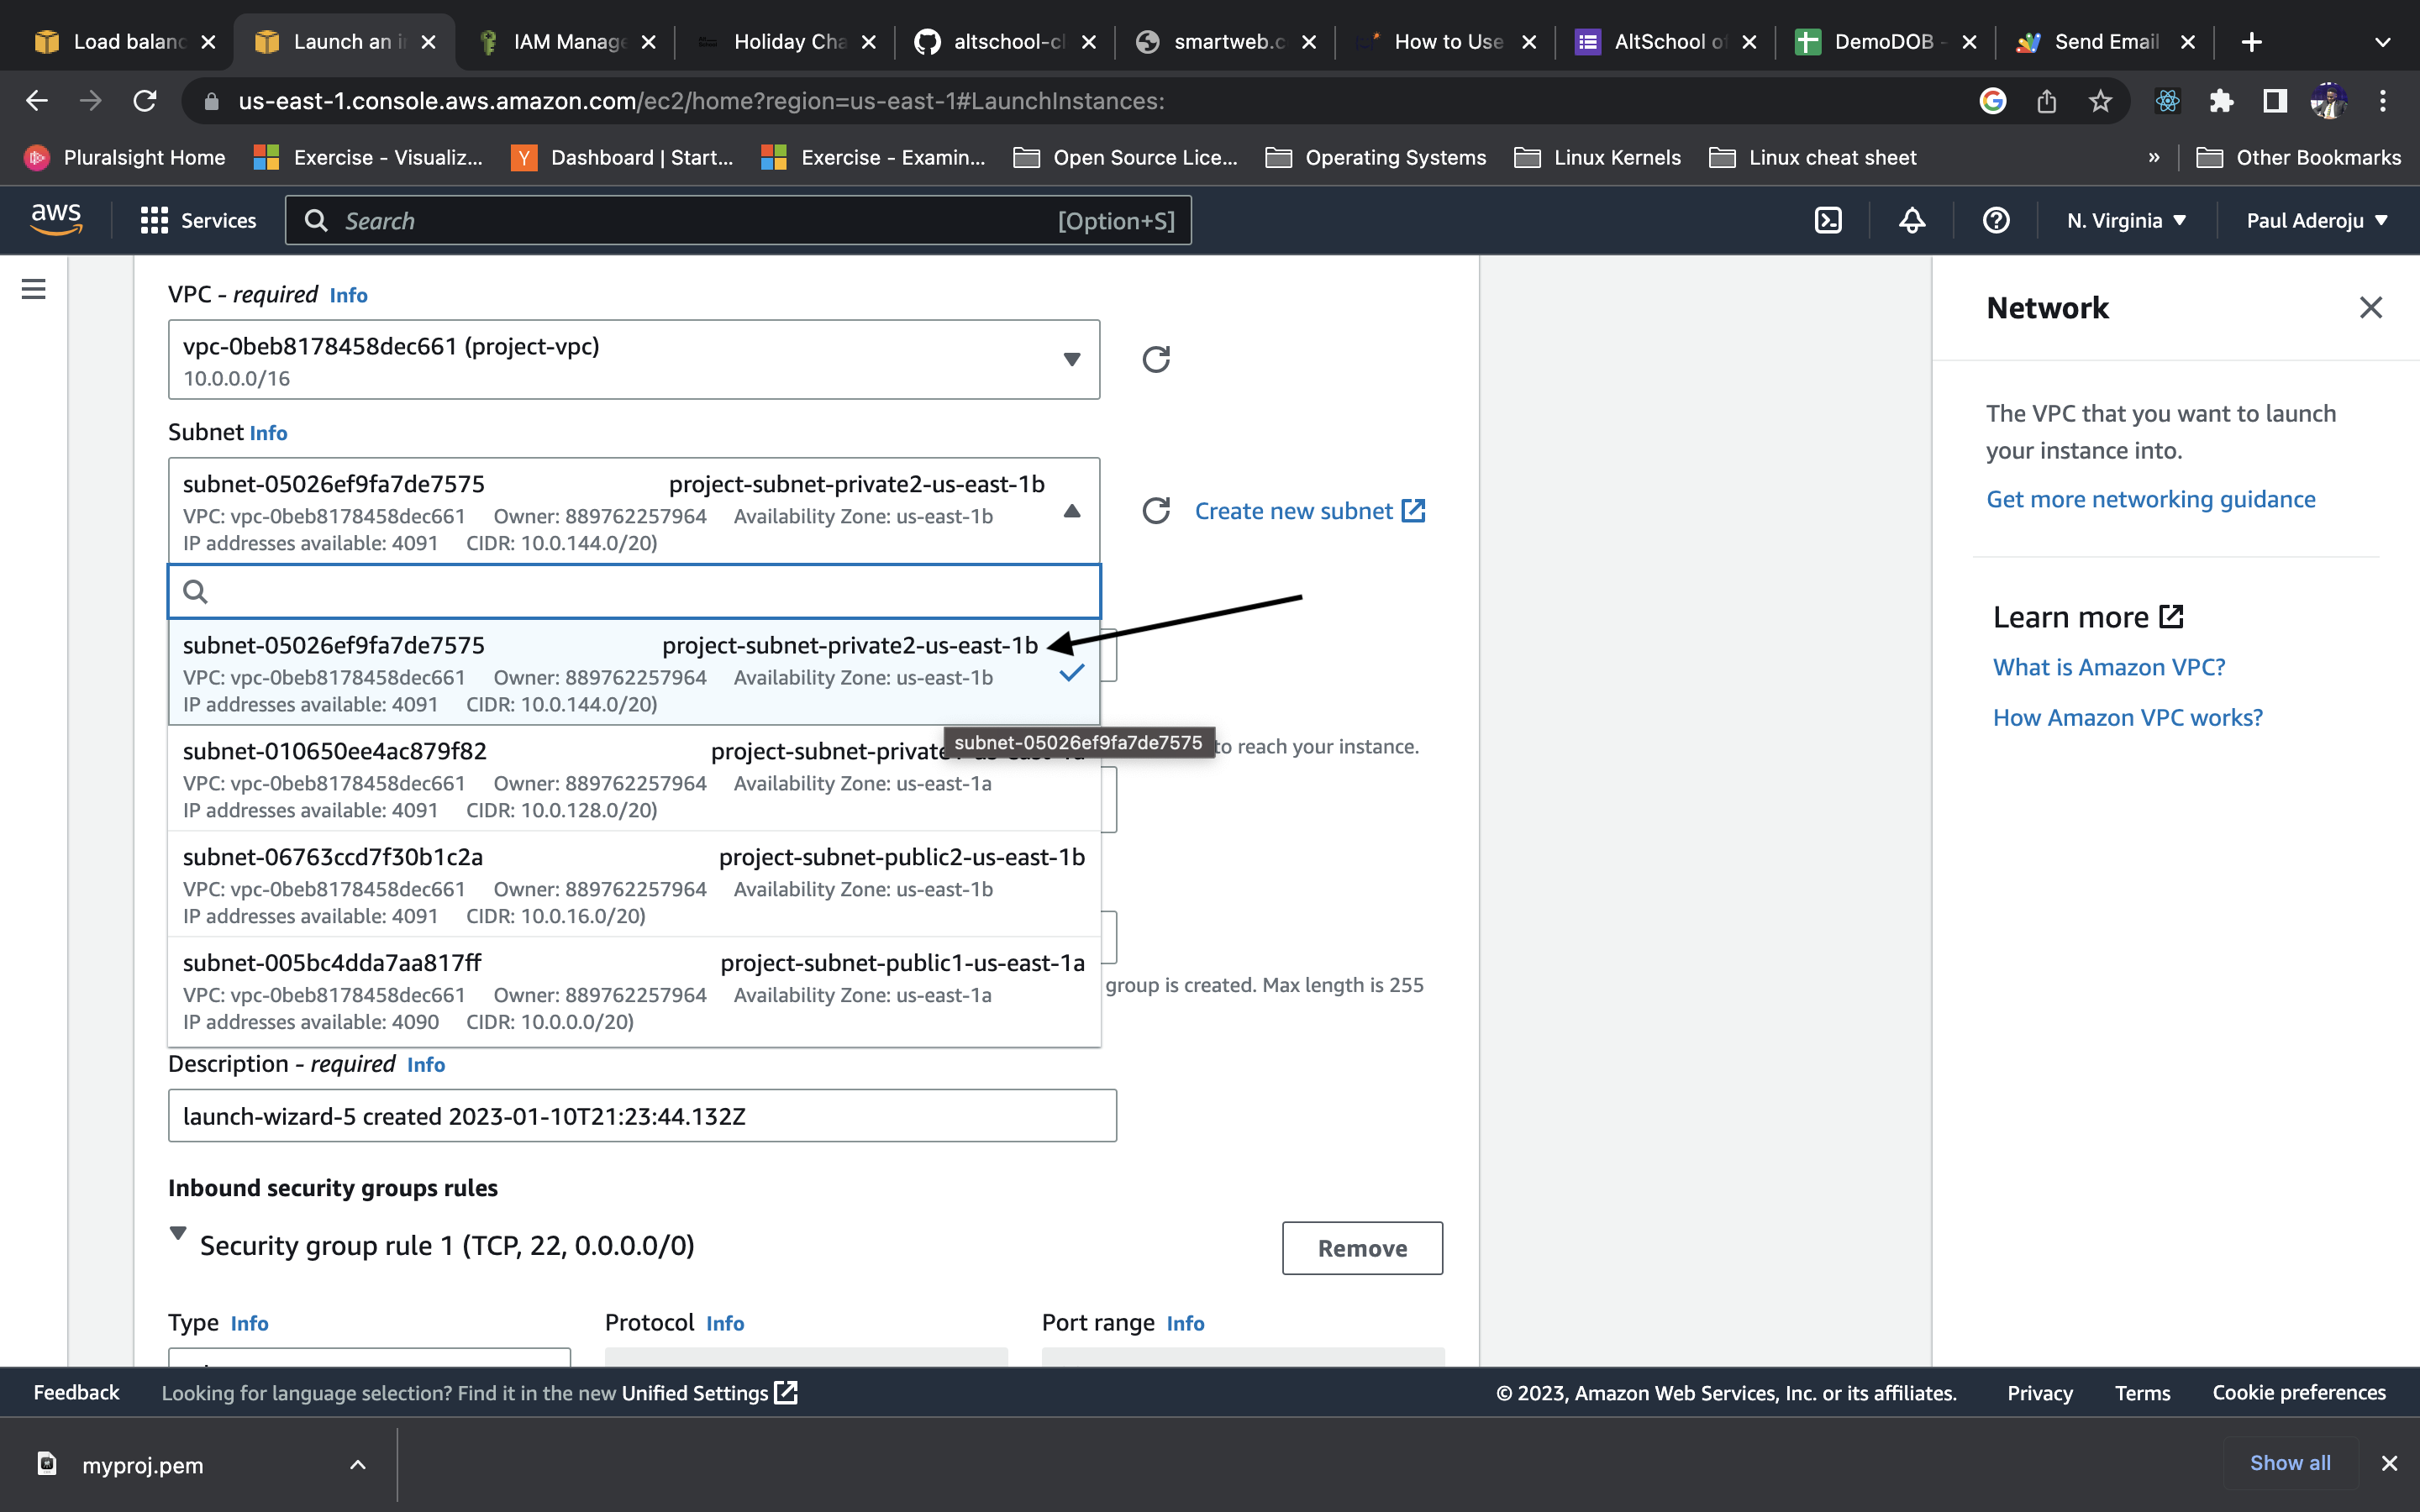 Load balanc
Launch an i
IAM Manage
Holiday Cha
altschool-cl
smartweb.c
How to Use
AltSchool of
DemoDOB -
Send Email
us-east-1.console.aws.amazon.com/ec2/home?region=us-east-1#LaunchInstances:
Pluralsight Home
Exercise - Visualiz...
Dashboard | Start...
Exercise - Examin...
Open Source Lice...
Operating Systems
Linux Kernels
Linux cheat sheet
»
Other Bookmarks
aws
Services
Search
[Option+S]
N. Virginia
Paul Aderoju
VPC - required Info
vpc-0beb8178458dec661 (project-vpc)
10.0.0.0/16
Subnet Info
subnet-05026ef9fa7de7575 project-subnet-private2-us-east-1b
VPC: vpc-0beb8178458dec661 Owner: 889762257964 Availability Zone: us-east-1b
IP addresses available: 4091 CIDR: 10.0.144.0/20)
Create new subnet
subnet-05026ef9fa7de7575 project-subnet-private2-us-east-1b
VPC: vpc-0beb8178458dec661 Owner: 889762257964 Availability Zone: us-east-1b
IP addresses available: 4091 CIDR: 10.0.144.0/20)
subnet-05026ef9fa7de7575
to reach your instance.
subnet-010650ee4ac879f82
VPC: vpc-0beb8178458dec661 Owner: 889762257964 Availability Zone: us-east-1a
IP addresses available: 4091 CIDR: 10.0.128.0/20)
subnet-06763ccd7f30b1c2a project-subnet-public2-us-east-1b
VPC: vpc-0beb8178458dec661 Owner: 889762257964 Availability Zone: us-east-1b
IP addresses available: 4091 CIDR: 10.0.16.0/20)
subnet-005bc4dda7aa817ff project-subnet-public1-us-east-1a
VPC: vpc-0beb8178458dec661 Owner: 889762257964 Availability Zone: us-east-1a
IP addresses available: 4090 CIDR: 10.0.0.0/20)
group is created. Max length is 255
Description - required Info
launch-wizard-5 created 2023-01-10T21:23:44.132Z
Inbound security groups rules
Security group rule 1 (TCP, 22, 0.0.0.0/0)
Remove
Type Info
Protocol Info
Port range Info
Network
The VPC that you want to launch
your instance into.
Get more networking guidance
Learn more
What is Amazon VPC?
How Amazon VPC works?
Feedback
Looking for language selection? Find it in the new Unified Settings
© 2023, Amazon Web Services, Inc. or its affiliates.
Privacy
Terms
Cookie preferences
myproj.pem
Show all